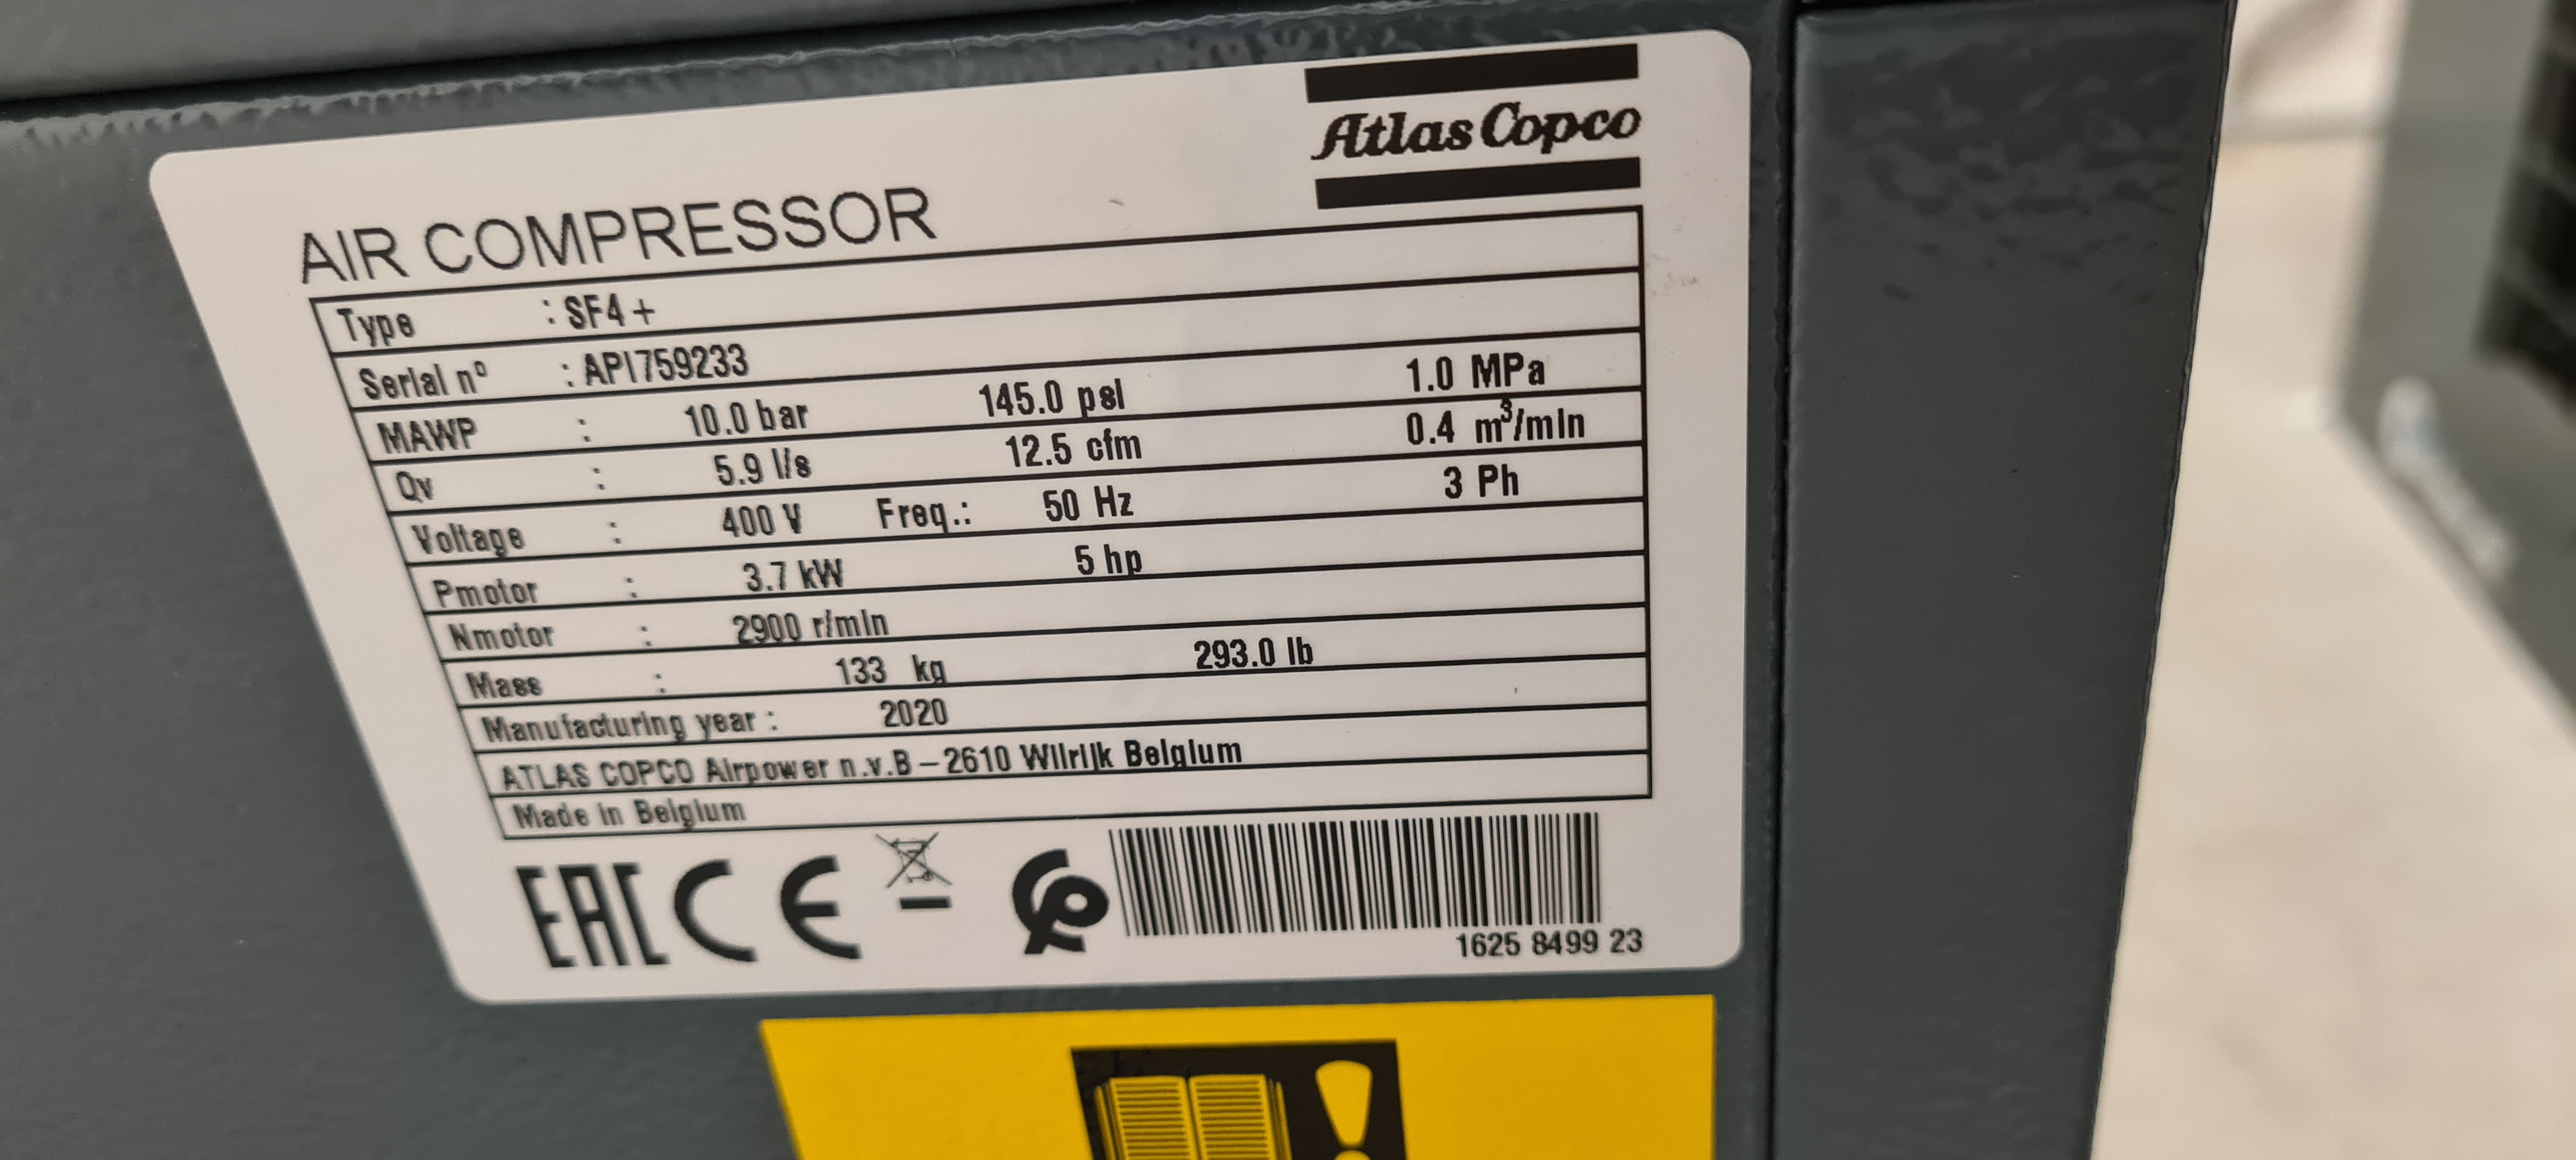 Atlas Copco
AIR COMPRESSOR
Type : SF4+
Serial nº : API759233
MAWP : 10.0 bar 145.0 psi 1.0 MPa
Qv : 5.9 l/s 12.5 cfm 0.4 m³/min
Voltage : 400 V Freq.: 50 Hz 3 Ph
Pmotor : 3.7 kW 5 hp
Nmotor : 2900 r/min
Mass : 133 kg 293.0 lb
Manufacturing year : 2020
ATLAS COPCO Airpower n.v.B – 2610 Wilrijk Belgium
Made in Belgium
EAC CE
1625 8499 23